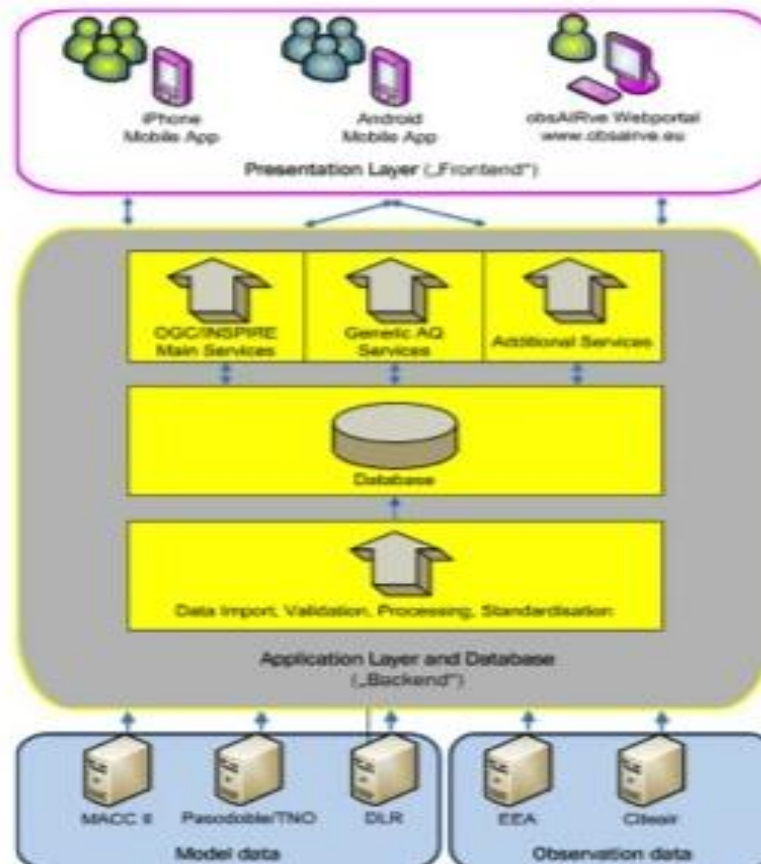 iPhone
Mobile App
Android
Mobile App
obsAIRve Webportal
www.obsairve.eu
Presentation Layer („Frontend“)
OGC/INSPIRE
Main Services
Generic AQ
Services
Additional Services
Database
Data Import, Validation, Processing, Standardisation
Application Layer and Database
(„Backend“)
MACC II
Pasodoble/TNO
DLR
EEA
Citeair
Model data
Observation data